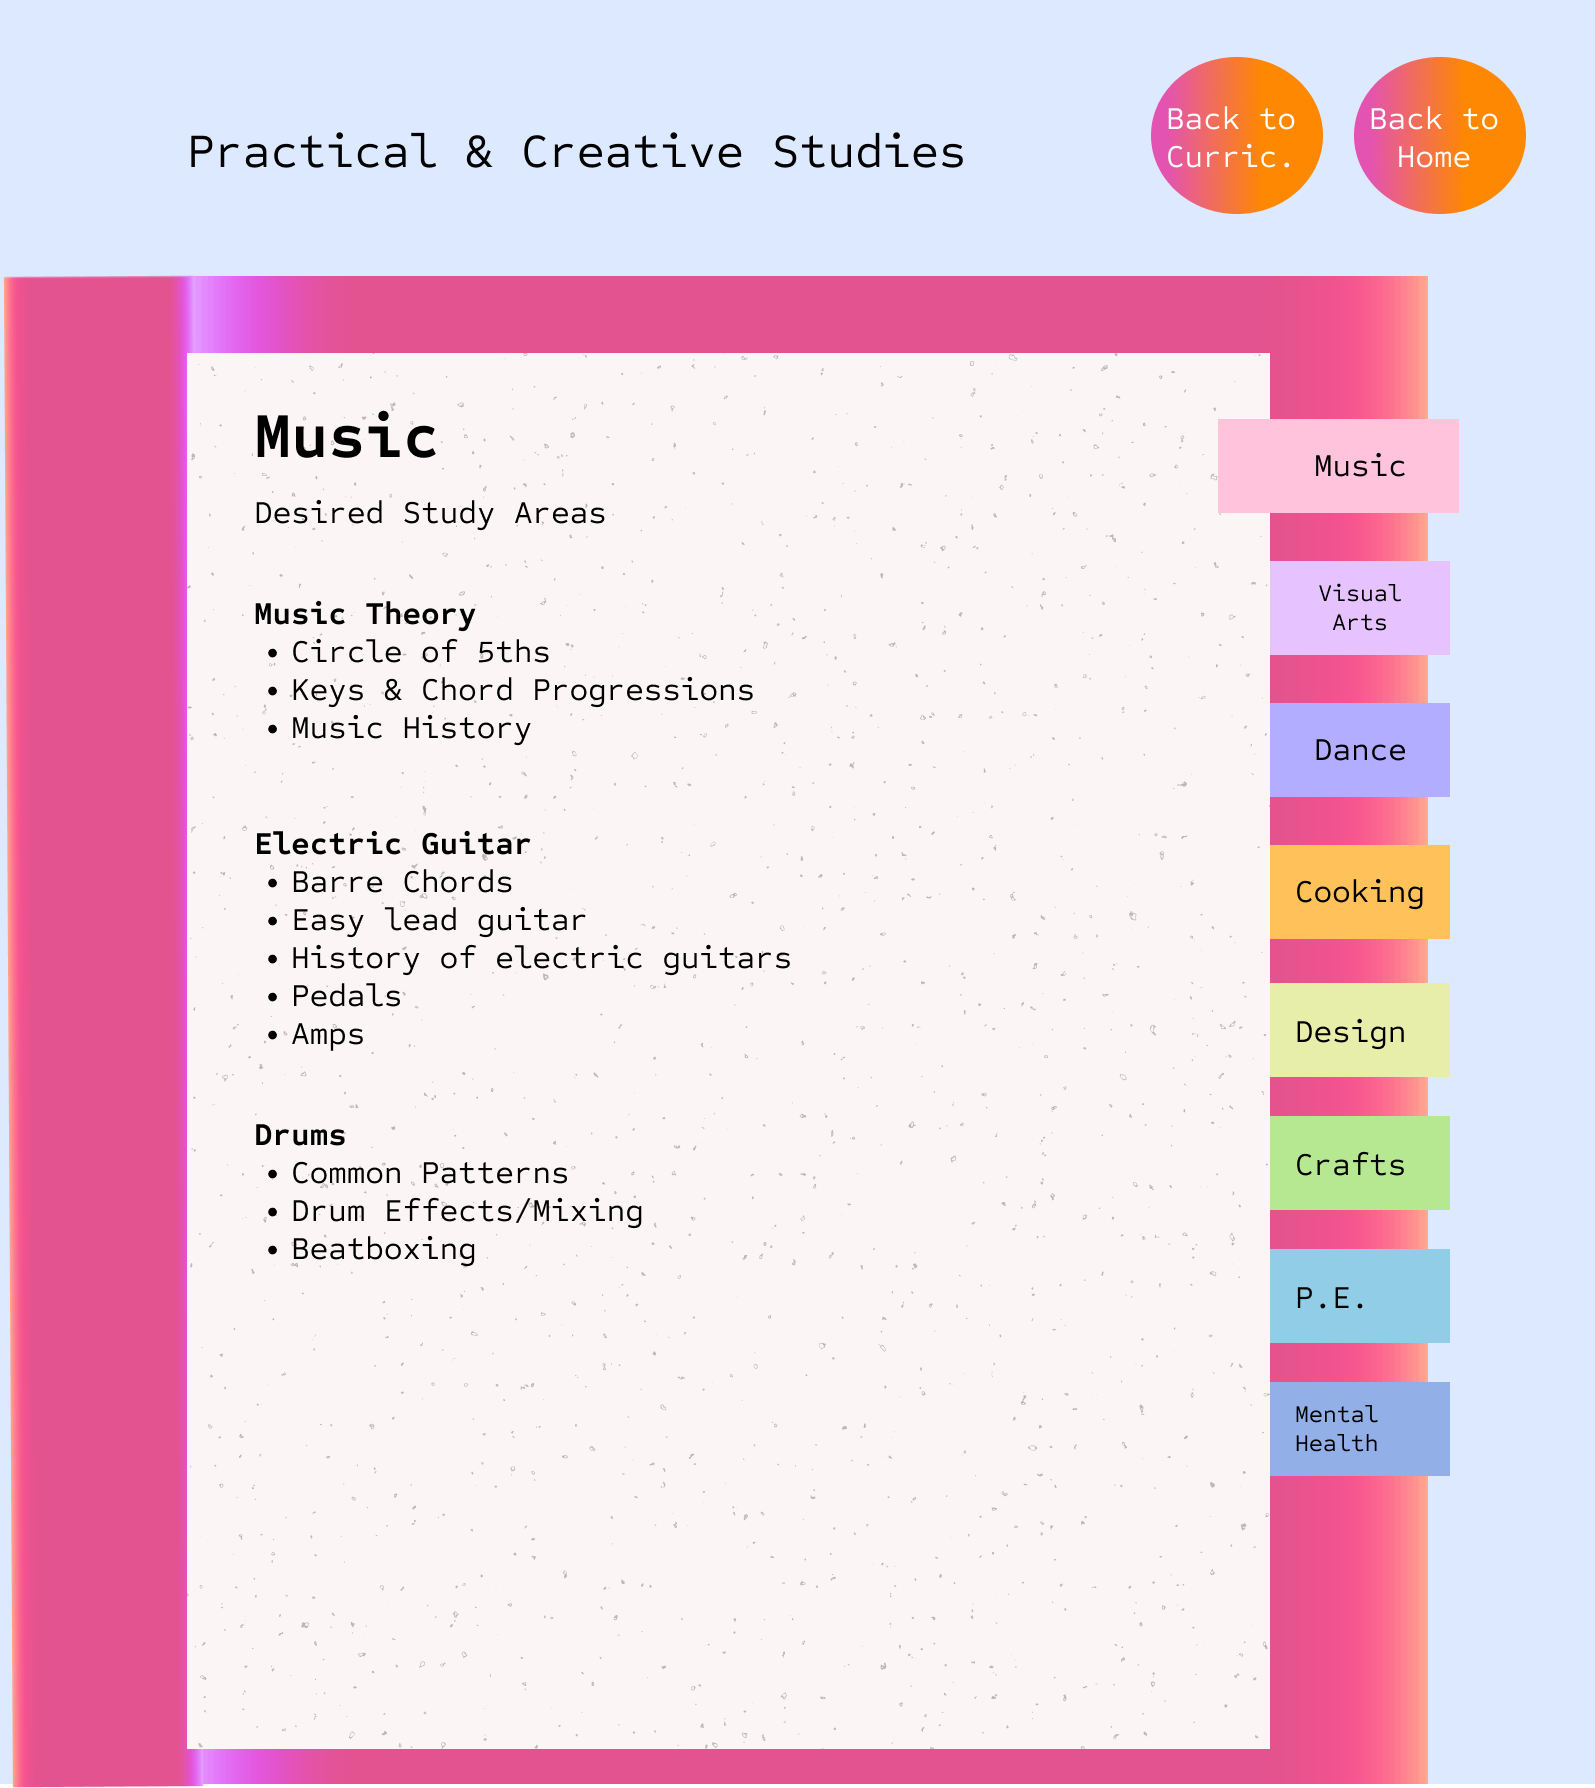 Practical & Creative Studies
Back to
Curric.
Back to
Home
Music
Desired Study Areas
Music Theory
• Circle of 5ths
• Keys & Chord Progressions
• Music History
Electric Guitar
• Barre Chords
• Easy lead guitar
• History of electric guitars
• Pedals
• Amps
Drums
• Common Patterns
• Drum Effects/Mixing
• Beatboxing
Music
Visual
Arts
Dance
Cooking
Design
Crafts
P.E.
Mental
Health